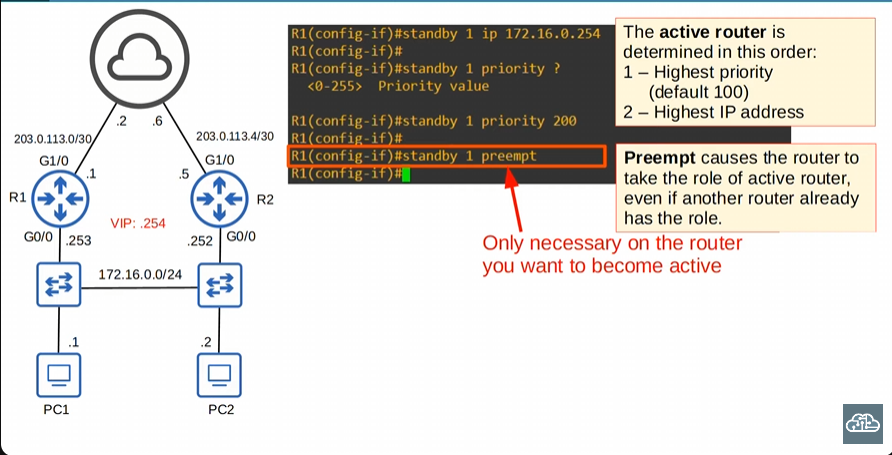 .2
.6
203.0.113.0/30
203.0.113.4/30
G1/0
G1/0
.1
.5
R1
R2
VIP: .254
G0/0
.253
.252
G0/0
172.16.0.0/24
.1
.2
PC1
PC2
R1(config-if)#standby 1 ip 172.16.0.254
R1(config-if)#
R1(config-if)#standby 1 priority ?
<0-255> Priority value
R1(config-if)#standby 1 priority 200
R1(config-if)#
R1(config-if)#standby 1 preempt
R1(config-if)#
The active router is
determined in this order:
1 – Highest priority
(default 100)
2 – Highest IP address
Preempt causes the router to
take the role of active router,
even if another router already
has the role.
Only necessary on the router
you want to become active